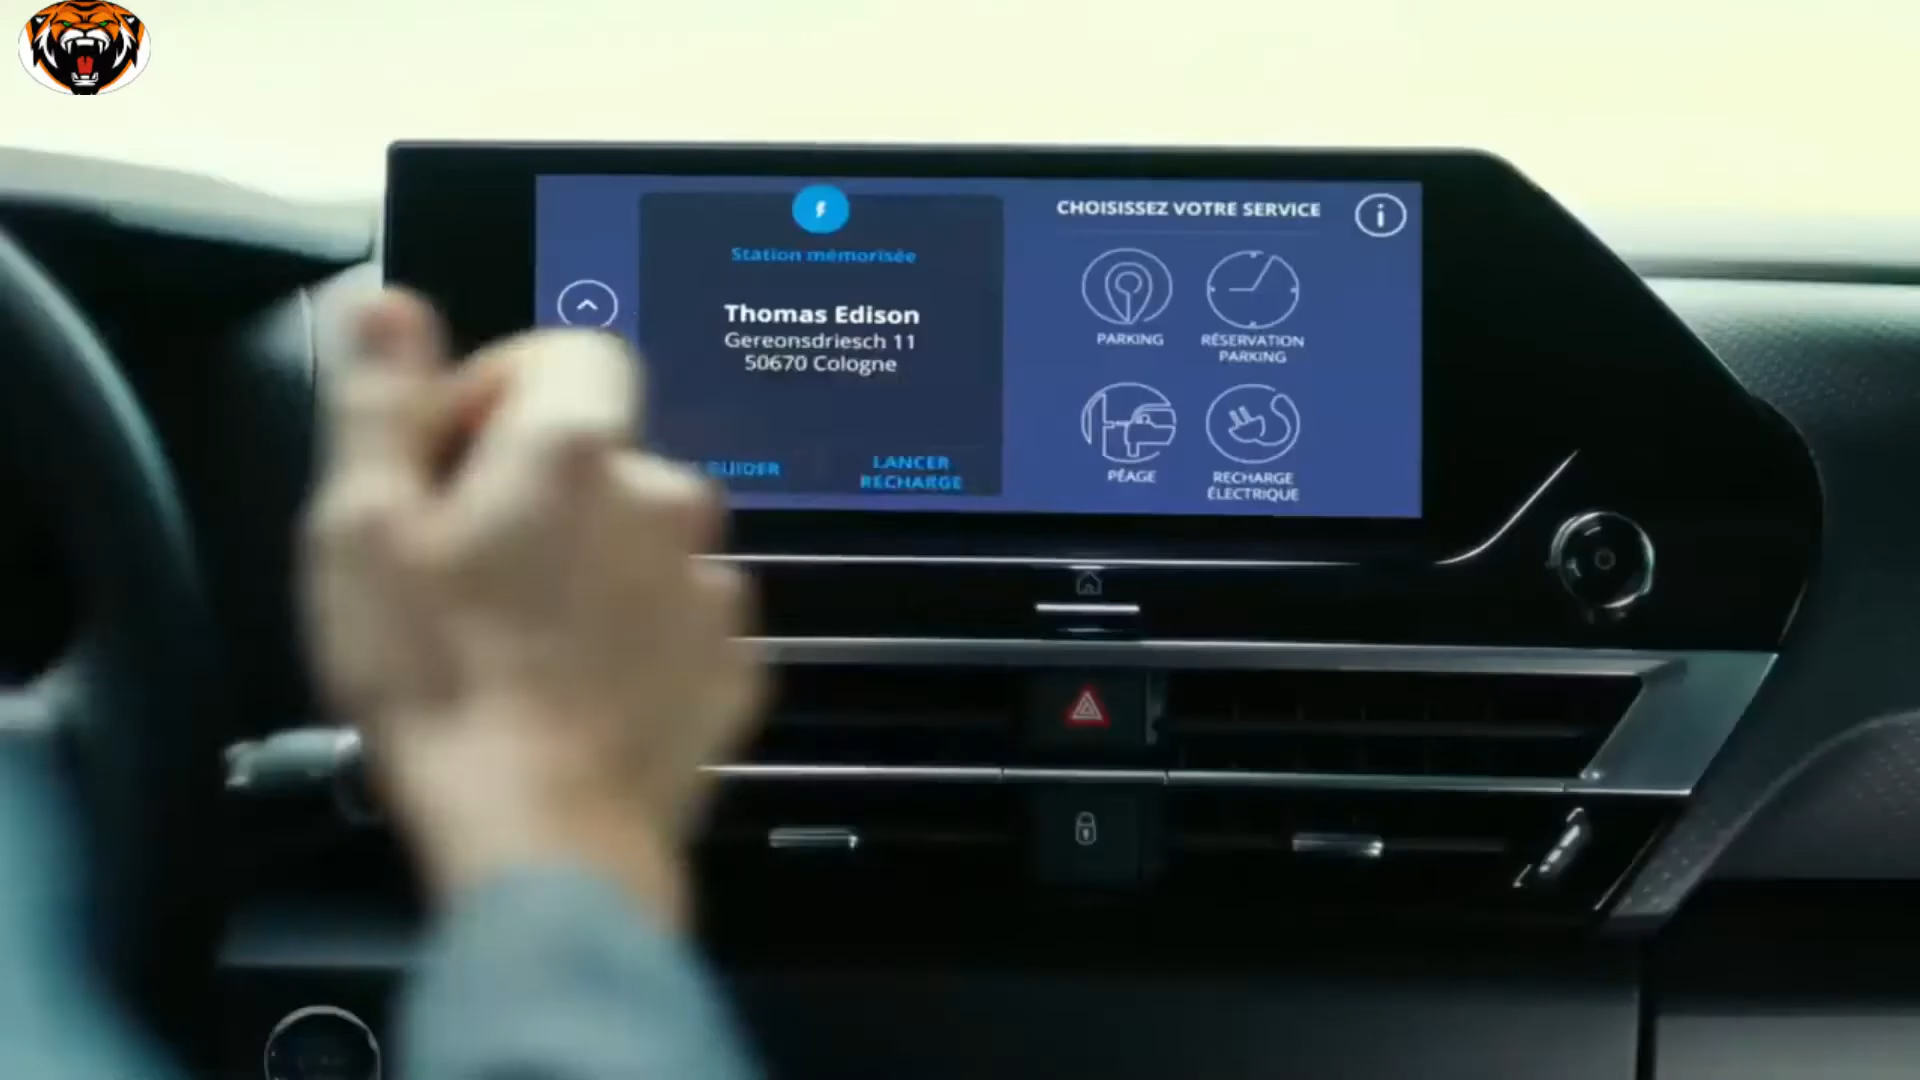 Station mémorisée
Thomas Edison
Gereonsdriesch 11
50670 Cologne
GUIDER
LANCER
RECHARGE
CHOISISSEZ VOTRE SERVICE
i
PARKING
RÉSERVATION
PARKING
PÉAGE
RECHARGE
ÉLECTRIQUE